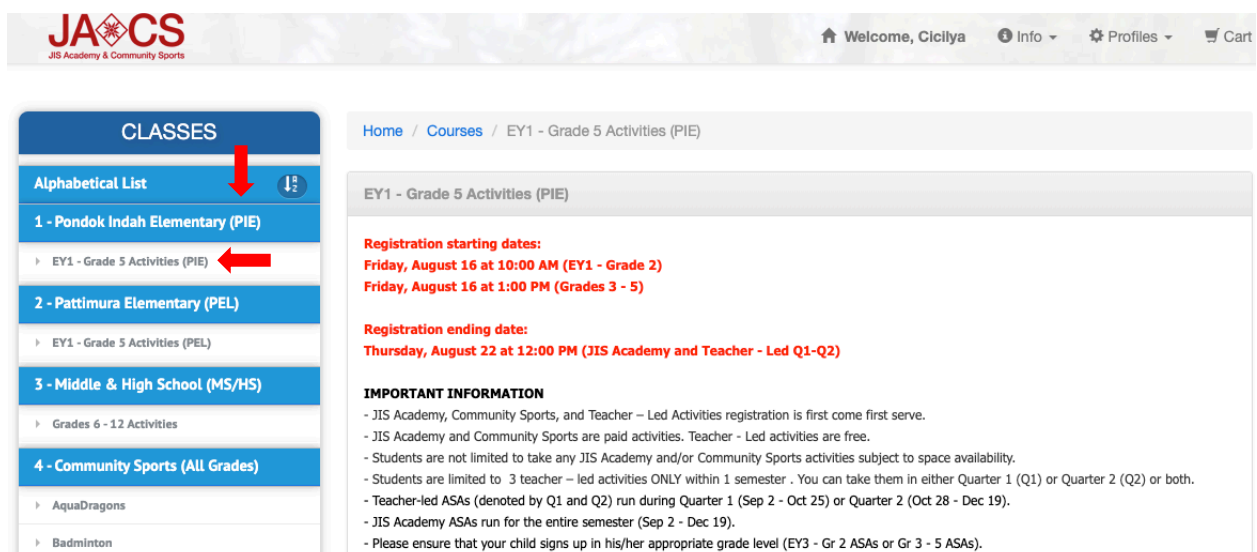 JA CS
JIS Academy & Community Sports
Welcome, Cicilya
Info
Profiles
Cart
CLASSES
Alphabetical List
1 - Pondok Indah Elementary (PIE)
EY1 - Grade 5 Activities (PIE)
2 - Pattimura Elementary (PEL)
EY1 - Grade 5 Activities (PEL)
3 - Middle & High School (MS/HS)
Grades 6 - 12 Activities
4 - Community Sports (All Grades)
AquaDragons
Badminton
Home / Courses / EY1 - Grade 5 Activities (PIE)
EY1 - Grade 5 Activities (PIE)
Registration starting dates:
Friday, August 16 at 10:00 AM (EY1 - Grade 2)
Friday, August 16 at 1:00 PM (Grades 3 - 5)
Registration ending date:
Thursday, August 22 at 12:00 PM (JIS Academy and Teacher - Led Q1-Q2)
IMPORTANT INFORMATION
- JIS Academy, Community Sports, and Teacher – Led Activities registration is first come first serve.
- JIS Academy and Community Sports are paid activities. Teacher - Led activities are free.
- Students are not limited to take any JIS Academy and/or Community Sports activities subject to space availability.
- Students are limited to 3 teacher – led activities ONLY within 1 semester . You can take them in either Quarter 1 (Q1) or Quarter 2 (Q2) or both.
- Teacher-led ASAs (denoted by Q1 and Q2) run during Quarter 1 (Sep 2 - Oct 25) or Quarter 2 (Oct 28 - Dec 19).
- JIS Academy ASAs run for the entire semester (Sep 2 - Dec 19).
- Please ensure that your child signs up in his/her appropriate grade level (EY3 - Gr 2 ASAs or Gr 3 - 5 ASAs).